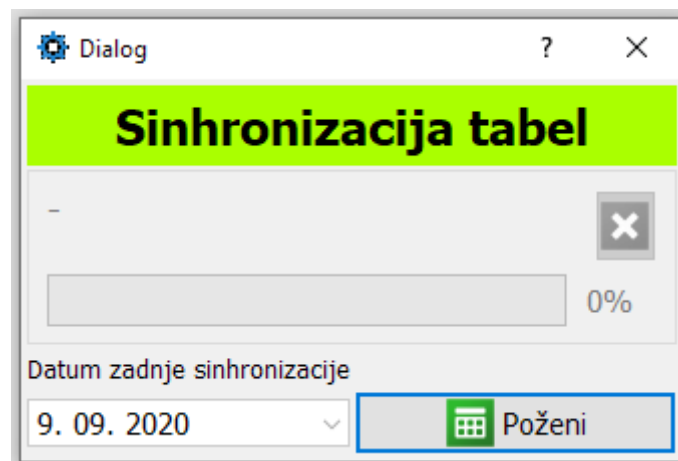 Dialog ?
Sinhronizacija tabel
-
0%
Datum zadnje sinhronizacije
9. 09. 2020
Poženi